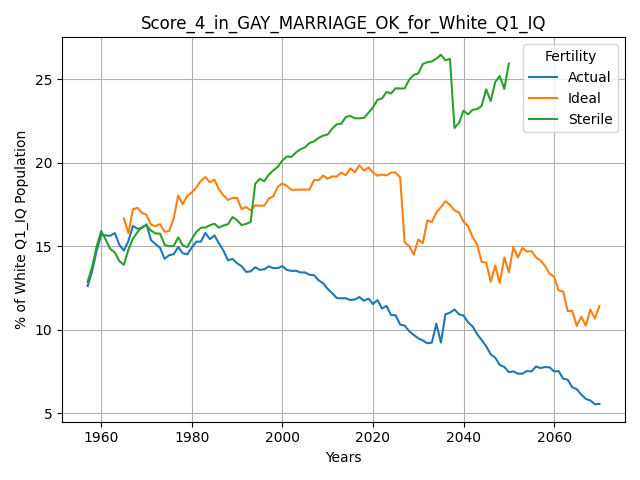 Score_4_in_GAY_MARRIAGE_OK_for_White_Q1_IQ
Fertility
Actual
Ideal
Sterile
% of White Q1_IQ Population
25
20
15
10
5
1960 1980 2000 2020 2040 2060
Years